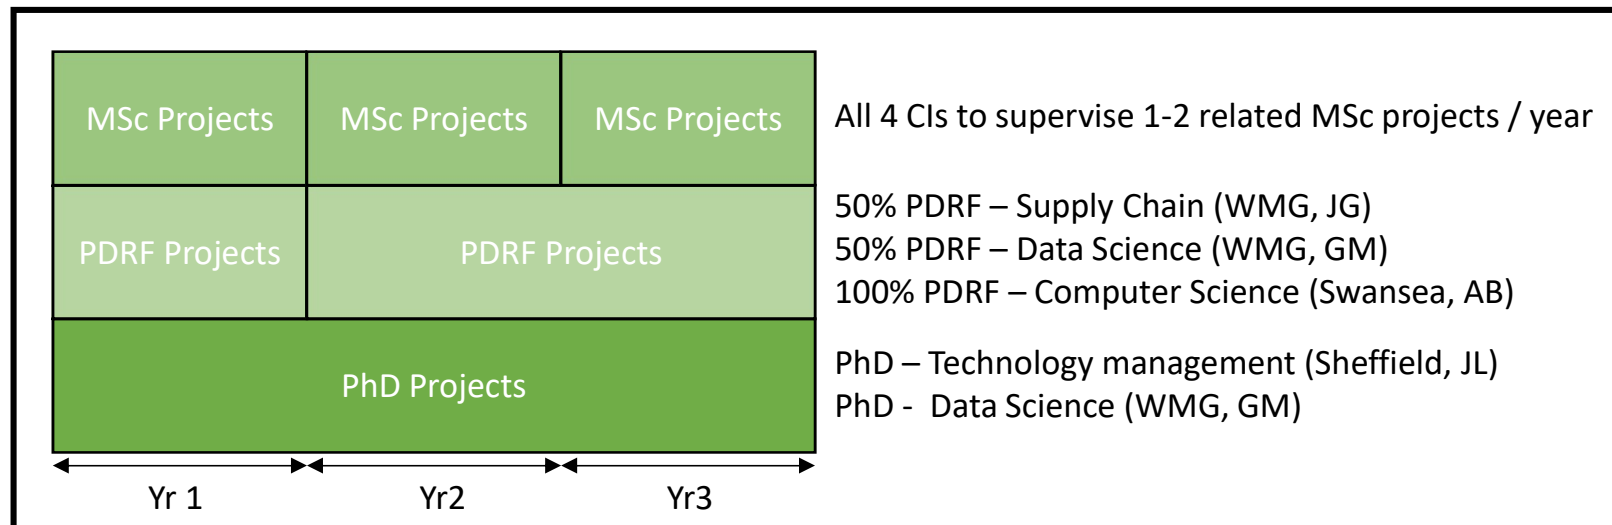 MSc Projects
MSc Projects
MSc Projects
All 4 CIs to supervise 1-2 related MSc projects / year
PDRF Projects
PDRF Projects
50% PDRF – Supply Chain (WMG, JG)
50% PDRF – Data Science (WMG, GM)
100% PDRF – Computer Science (Swansea, AB)
PhD Projects
PhD – Technology management (Sheffield, JL)
PhD - Data Science (WMG, GM)
Yr 1
Yr2
Yr3